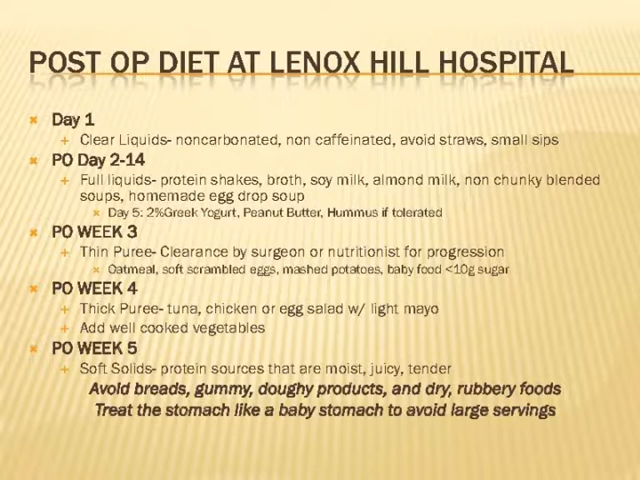 POST OP DIET AT LENOX HILL HOSPITAL
Day 1
Clear Liquids- noncarbonated, non caffeinated, avoid straws, small sips
PO Day 2-14
Full liquids- protein shakes, broth, soy milk, almond milk, non chunky blended
soups, homemade egg drop soup
Day 5: 2%Greek Yogurt, Peanut Butter, Hummus if tolerated
PO WEEK 3
Thin Puree- Clearance by surgeon or nutritionist for progression
Oatmeal, soft scrambled eggs, mashed potatoes, baby food <10g sugar
PO WEEK 4
Thick Puree- tuna, chicken or egg salad w/ light mayo
Add well cooked vegetables
PO WEEK 5
Soft Solids- protein sources that are moist, juicy, tender
Avoid breads, gummy, doughy products, and dry, rubbery foods
Treat the stomach like a baby stomach to avoid large servings